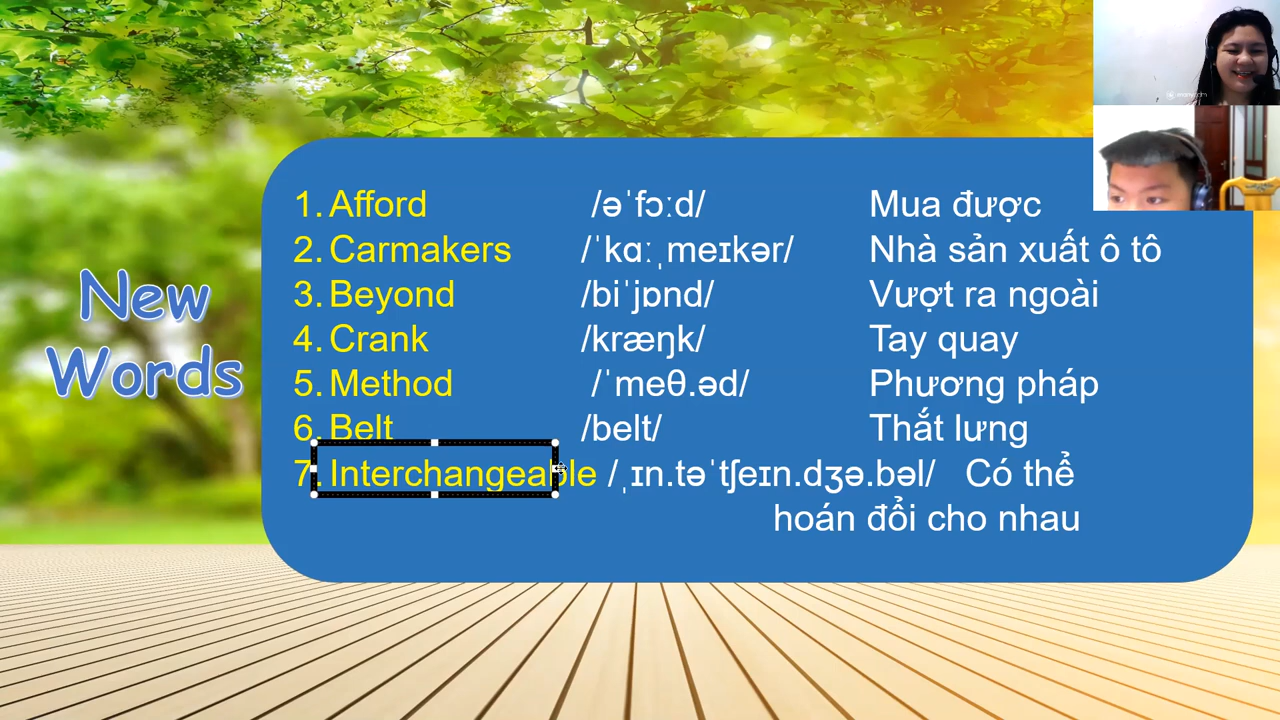 New
Words
1. Afford /əˈfɔːd/ Mua được
2. Carmakers /ˈkɑːˌmeɪkər/ Nhà sản xuất ô tô
3. Beyond /biˈjɒnd/ Vượt ra ngoài
4. Crank /kræŋk/ Tay quay
5. Method /ˈmeθ.əd/ Phương pháp
6. Belt /belt/ Thắt lưng
7. Interchangeable /ˌɪn.təˈtʃeɪn.dʒə.bəl/ Có thể
hoán đổi cho nhau